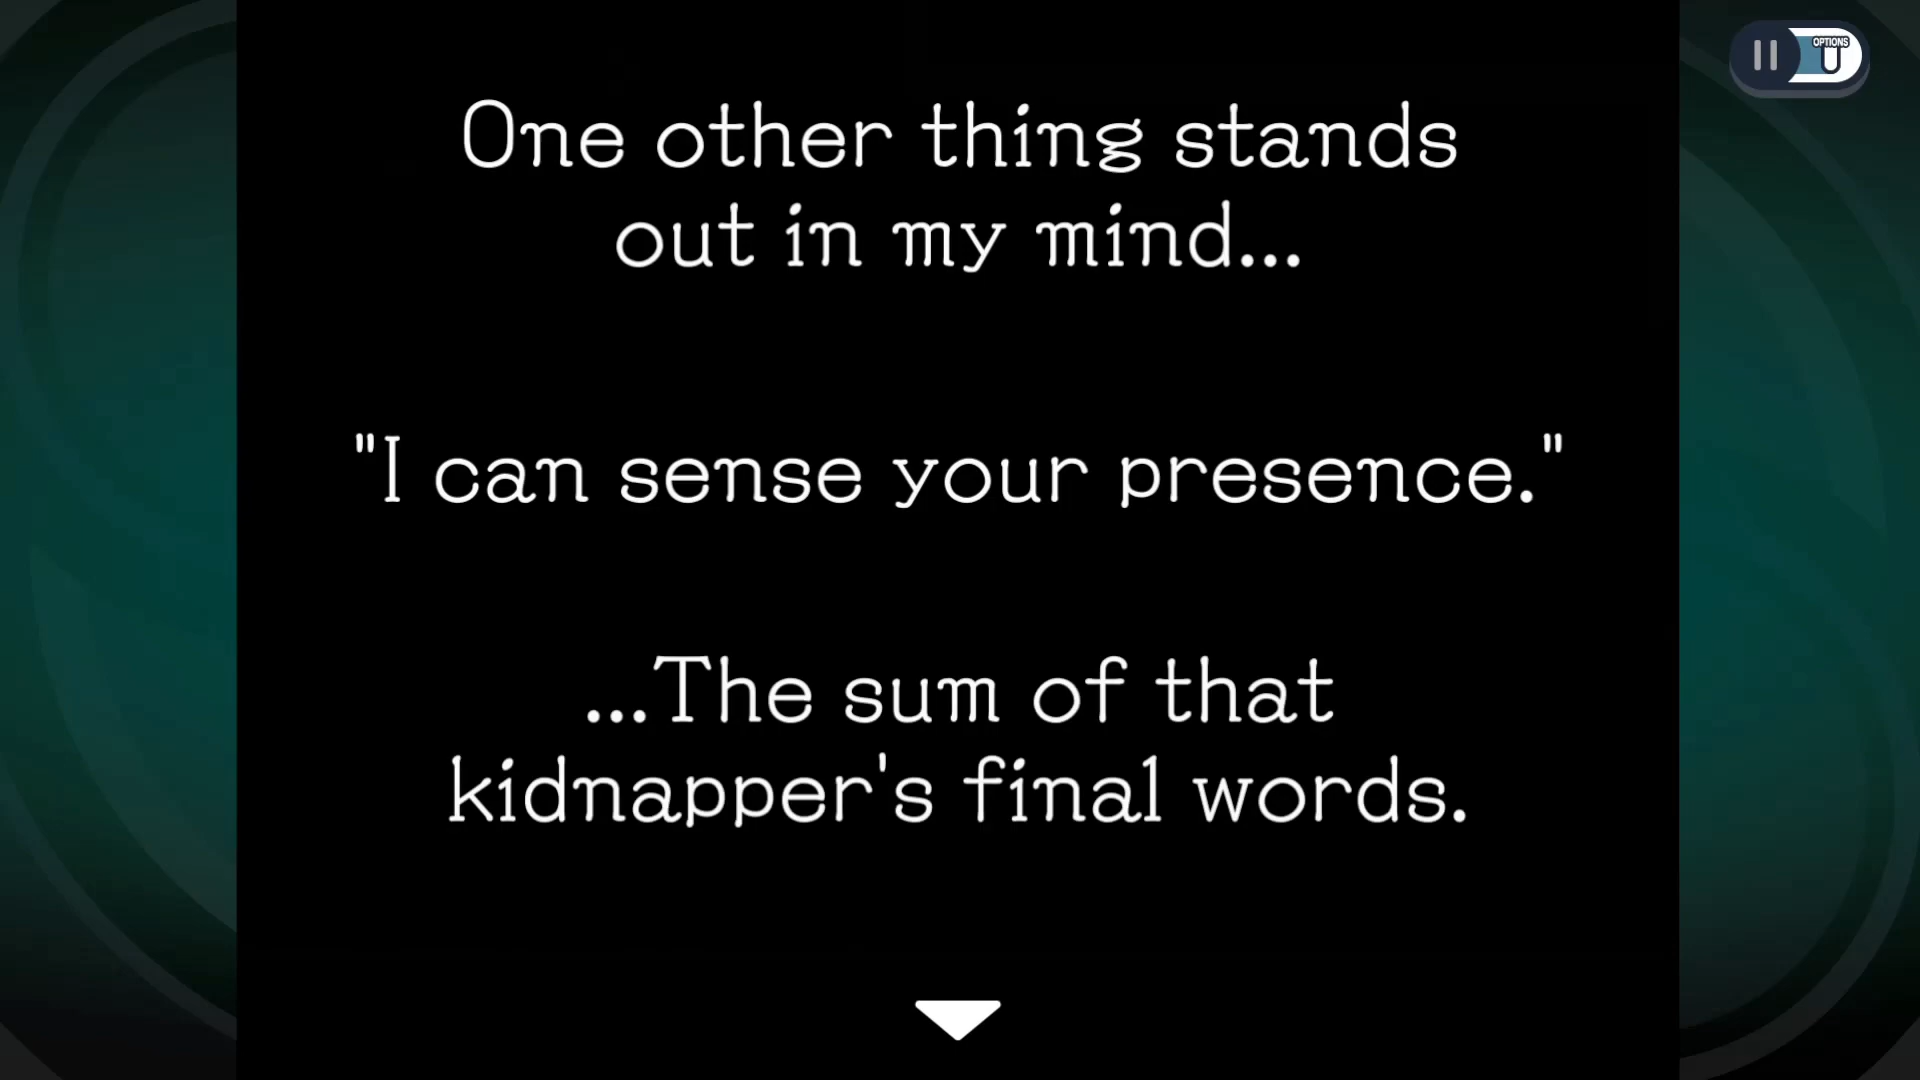 OPTIONS
One other thing stands
out in my mind...
"I can sense your presence."
...The sum of that
kidnapper's final words.